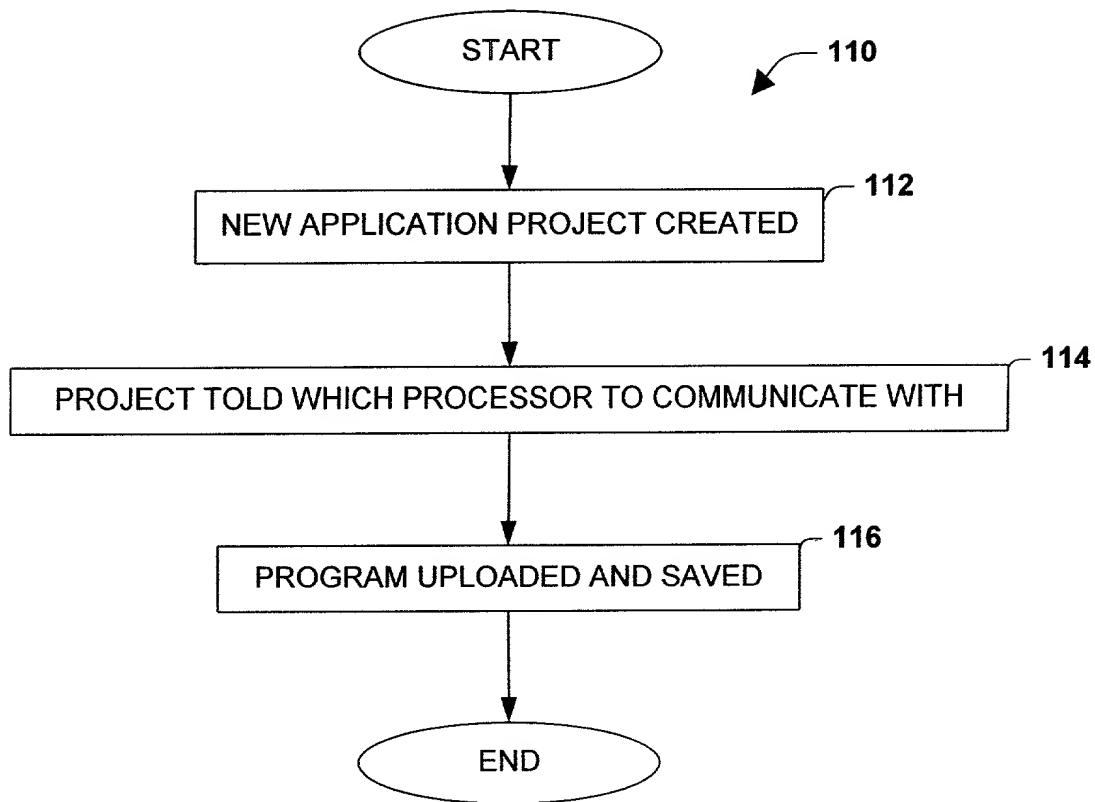 START
110
112
NEW APPLICATION PROJECT CREATED
114
PROJECT TOLD WHICH PROCESSOR TO COMMUNICATE WITH
116
PROGRAM UPLOADED AND SAVED
END